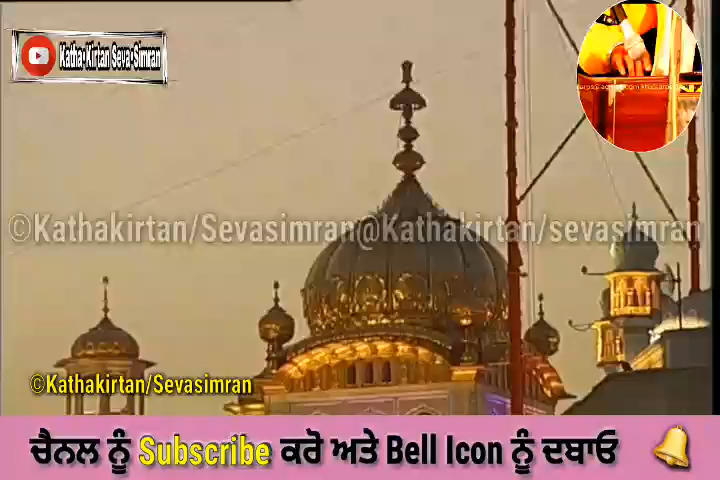 Katha-Kirtan Seva-Simran
©Kathakirtan/Sevasimran@Kathakirtan/sevasimran
©Kathakirtan/Sevasimran
ਚੈਨਲ ਨੂੰ Subscribe ਕਰੋ ਅਤੇ Bell Icon ਨੂੰ ਦਬਾਓ